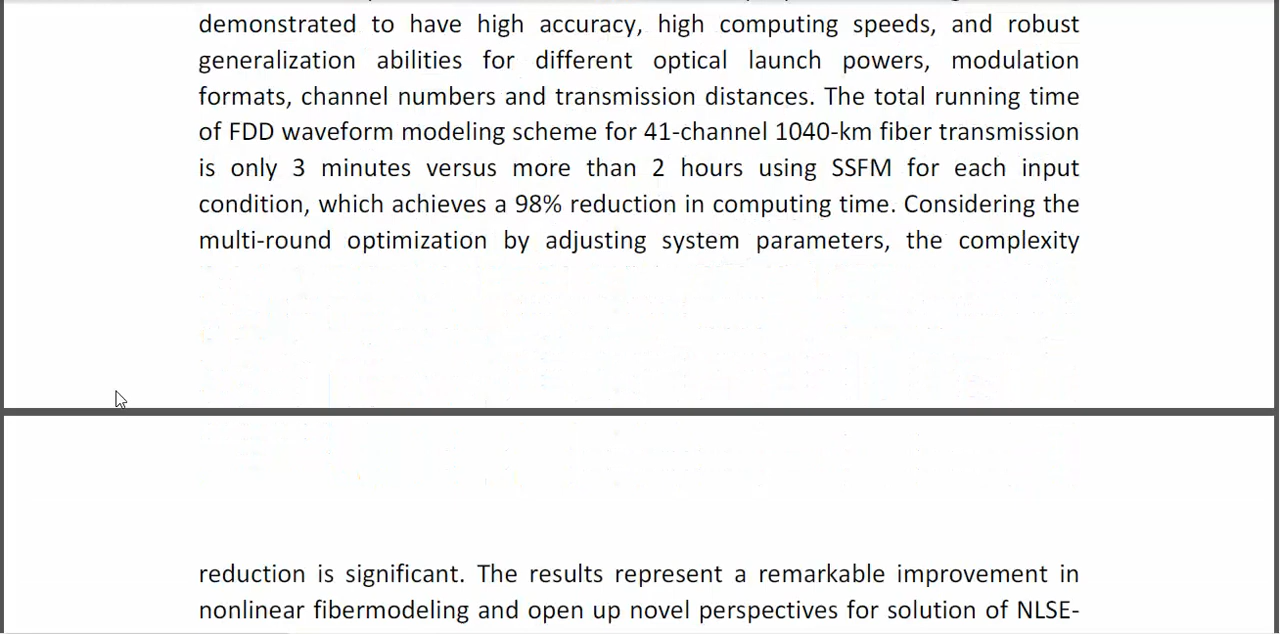 demonstrated to have high accuracy, high computing speeds, and robust
generalization abilities for different optical launch powers, modulation
formats, channel numbers and transmission distances. The total running time
of FDD waveform modeling scheme for 41-channel 1040-km fiber transmission
is only 3 minutes versus more than 2 hours using SSFM for each input
condition, which achieves a 98% reduction in computing time. Considering the
multi-round optimization by adjusting system parameters, the complexity
reduction is significant. The results represent a remarkable improvement in
nonlinear fibermodeling and open up novel perspectives for solution of NLSE-